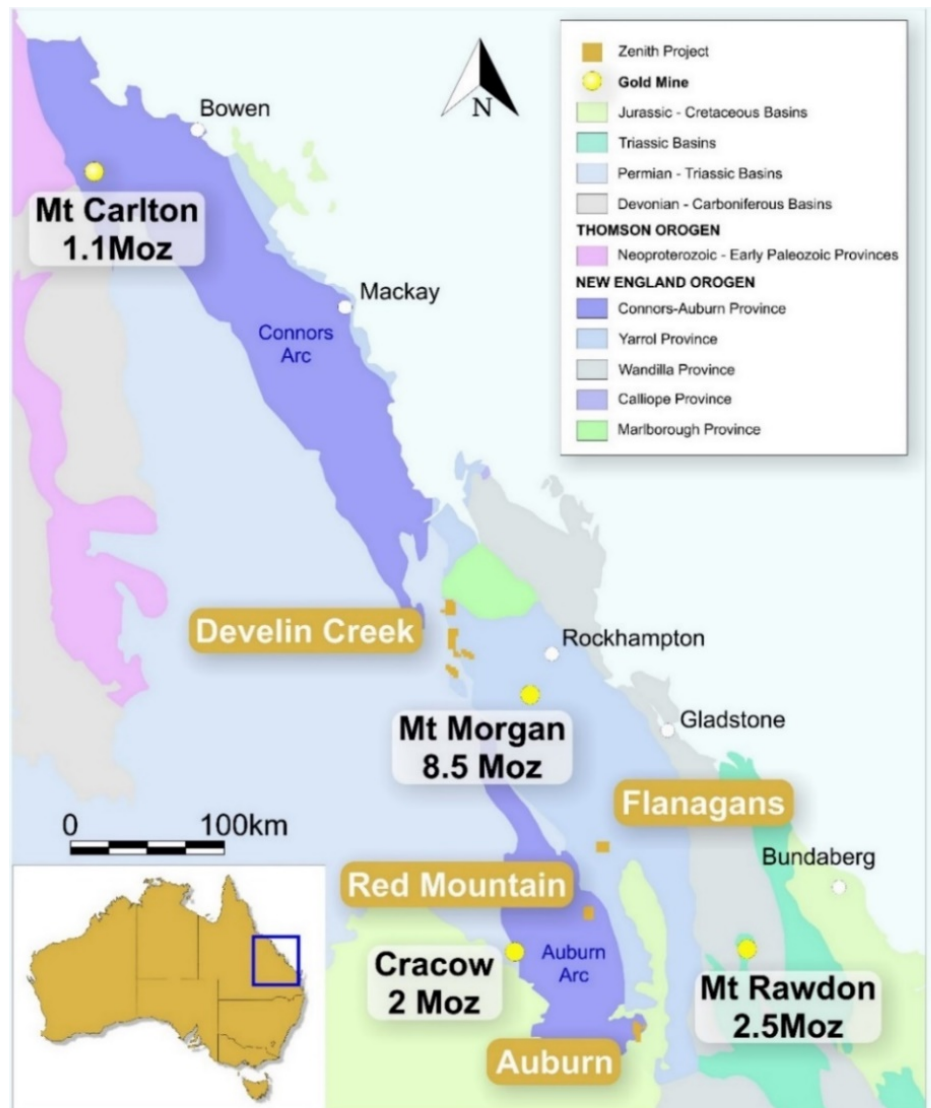 Bowen
Mt Carlton
1.1Moz
Mackay
Connors
Arc
N
Zenith Project
Gold Mine
Jurassic - Cretaceous Basins
Triassic Basins
Permian - Triassic Basins
Devonian - Carboniferous Basins
THOMSON OROGEN
Neoproterozoic - Early Paleozoic Provinces
NEW ENGLAND OROGEN
Connors-Auburn Province
Yarrol Province
Wandilla Province
Calliope Province
Marlborough Province
Develin Creek
Rockhampton
Mt Morgan
8.5 Moz
Gladstone
Flanagans
0 100km
Bundaberg
Red Mountain
Auburn
Arc
Cracow
2 Moz
Mt Rawdon
2.5Moz
Auburn